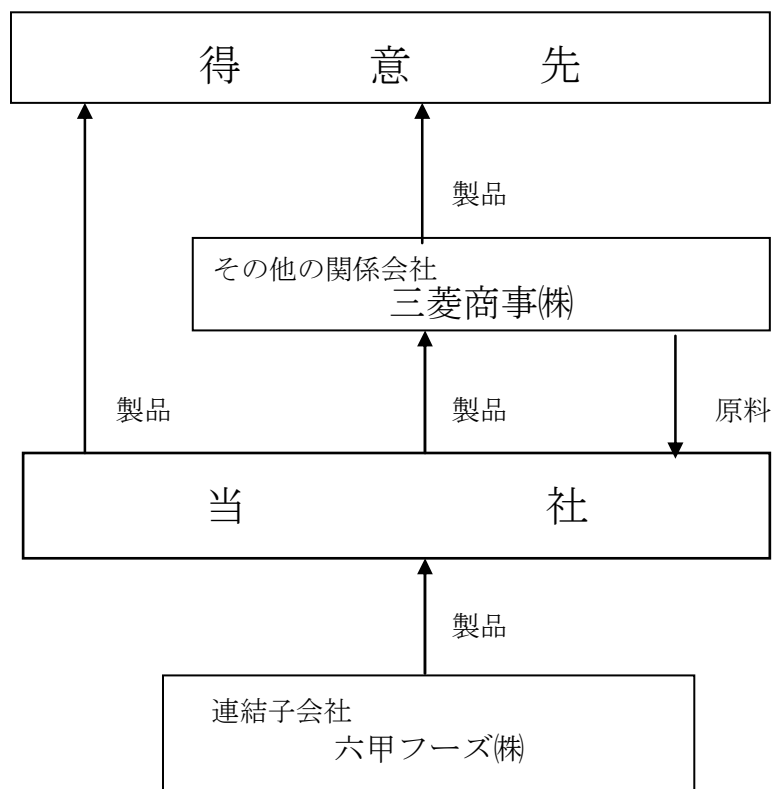 得意先
製品
その他の関係会社
三菱商事㈱
製品 製品 原料
当社
製品
連結子会社
六甲フーズ㈱